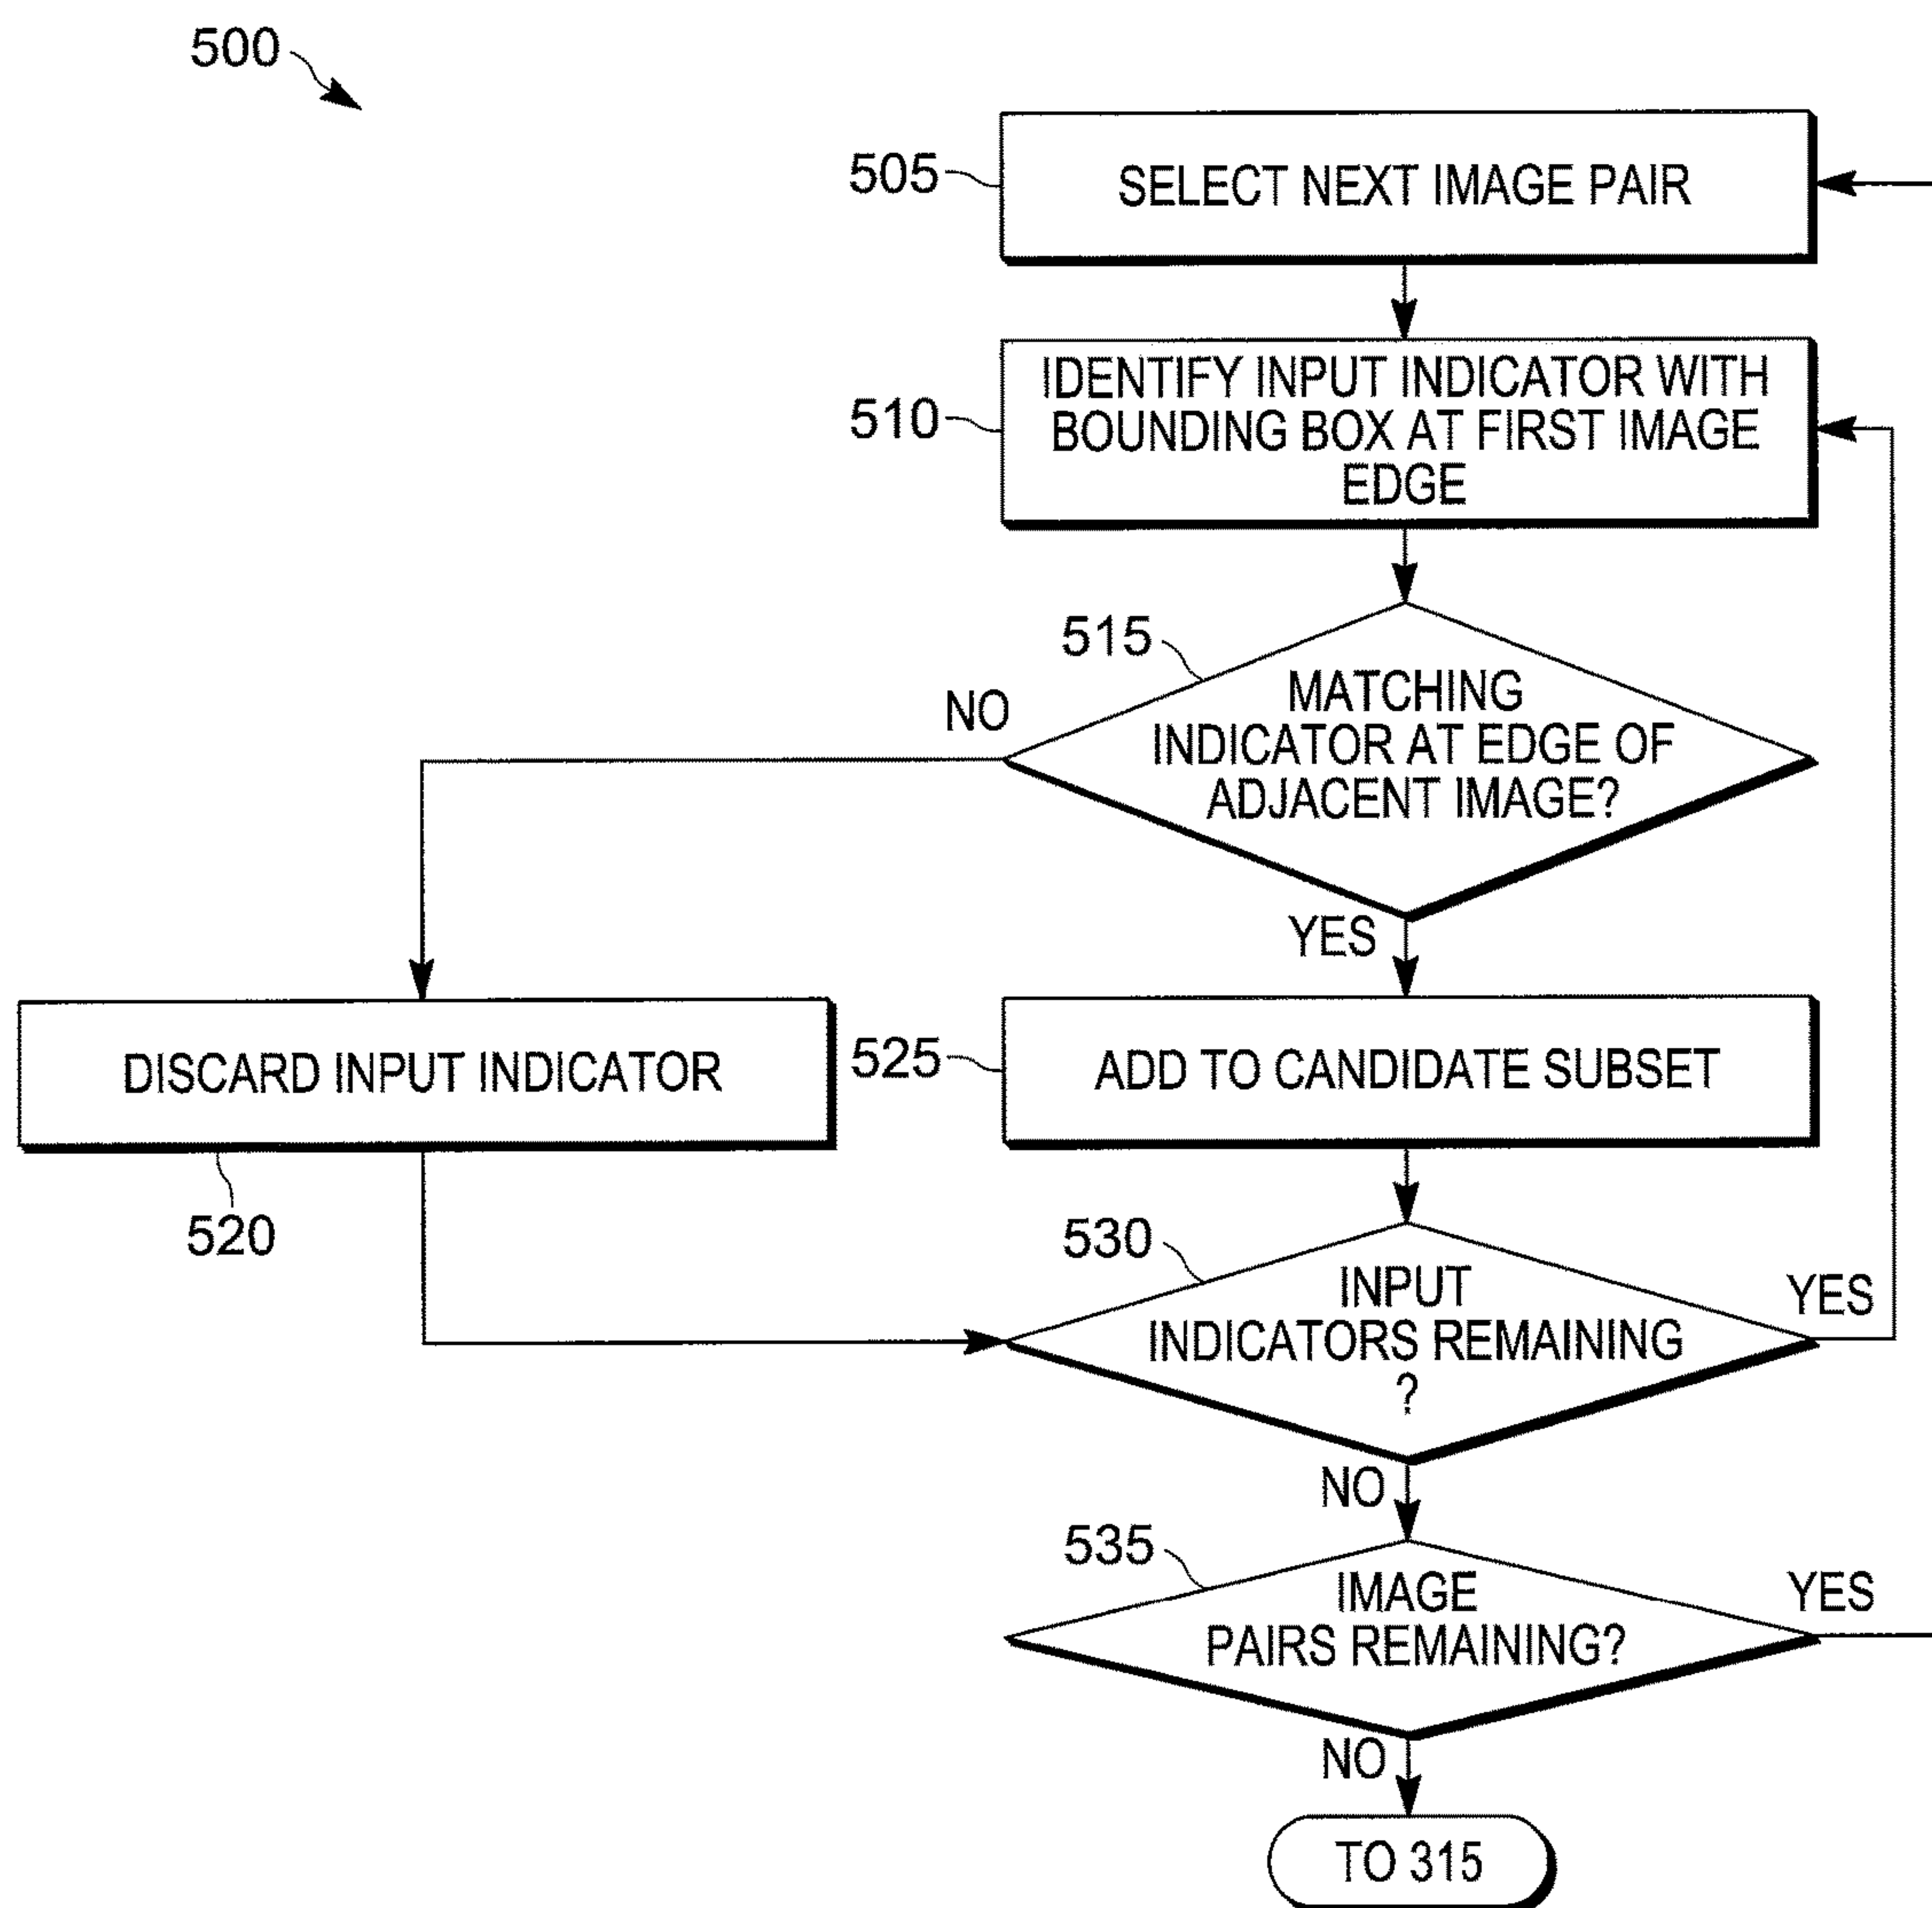 500
505
SELECT NEXT IMAGE PAIR
510
IDENTIFY INPUT INDICATOR WITH
BOUNDING BOX AT FIRST IMAGE
EDGE
515
MATCHING
INDICATOR AT EDGE OF
ADJACENT IMAGE?
NO
YES
DISCARD INPUT INDICATOR
520
525
ADD TO CANDIDATE SUBSET
530
INPUT
INDICATORS REMAINING
?
YES
NO
535
IMAGE
PAIRS REMAINING?
YES
NO
TO 315